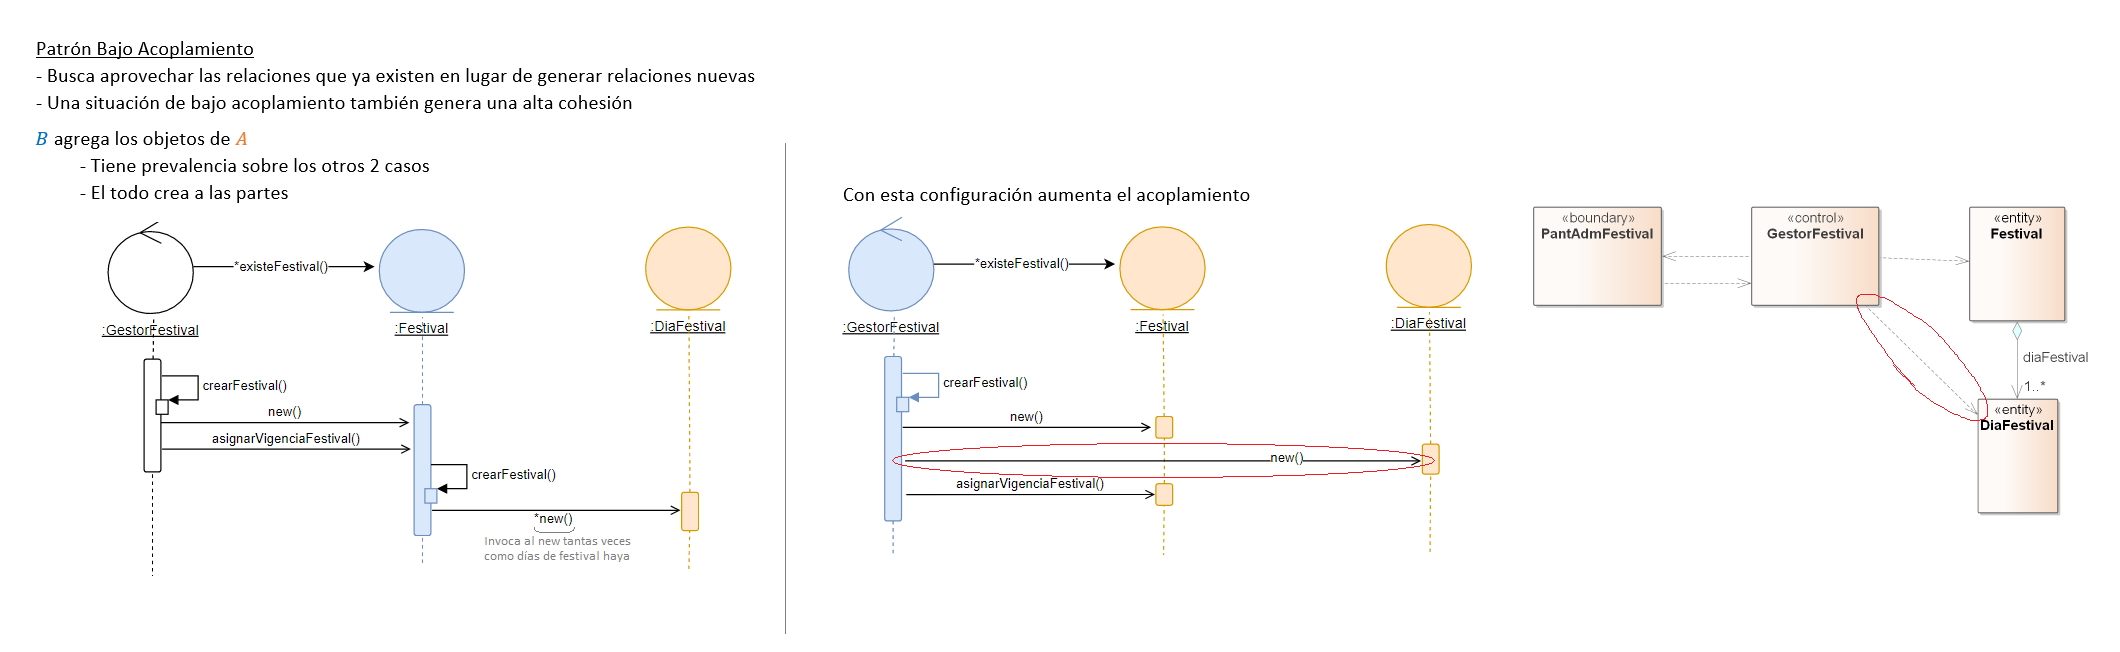 Patrón Bajo Acoplamiento
- Busca aprovechar las relaciones que ya existen en lugar de generar relaciones nuevas
- Una situación de bajo acoplamiento también genera una alta cohesión
B agrega los objetos de A
- Tiene prevalencia sobre los otros 2 casos
- El todo crea a las partes
*existeFestival()
:GestorFestival
:Festival
:DiaFestival
crearFestival()
new()
asignarVigenciaFestival()
crearFestival()
*new()
Invoca al new tantas veces
como días de festival haya
Con esta configuración aumenta el acoplamiento
*existeFestival()
:GestorFestival
:Festival
:DiaFestival
crearFestival()
new()
new()
asignarVigenciaFestival()
«boundary»
PantAdmFestival
«control»
GestorFestival
«entity»
Festival
diaFestival
1..*
«entity»
DiaFestival